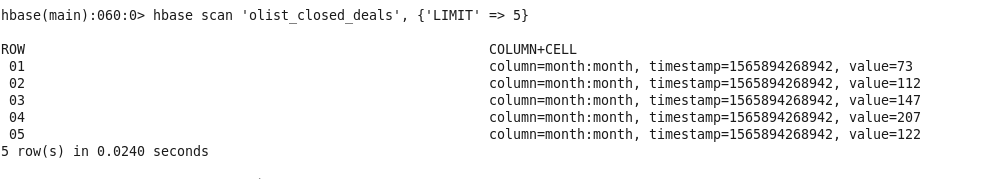 hbase(main):060:0> hbase scan 'olist_closed_deals', {'LIMIT' => 5}
ROW COLUMN+CELL
01 column=month:month, timestamp=1565894268942, value=73
02 column=month:month, timestamp=1565894268942, value=112
03 column=month:month, timestamp=1565894268942, value=147
04 column=month:month, timestamp=1565894268942, value=207
05 column=month:month, timestamp=1565894268942, value=122
5 row(s) in 0.0240 seconds